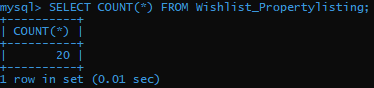 mysql> SELECT COUNT(*) FROM Wishlist_Propertylisting;
+----------+
| COUNT(*) |
+----------+
|       20 |
+----------+
1 row in set (0.01 sec)